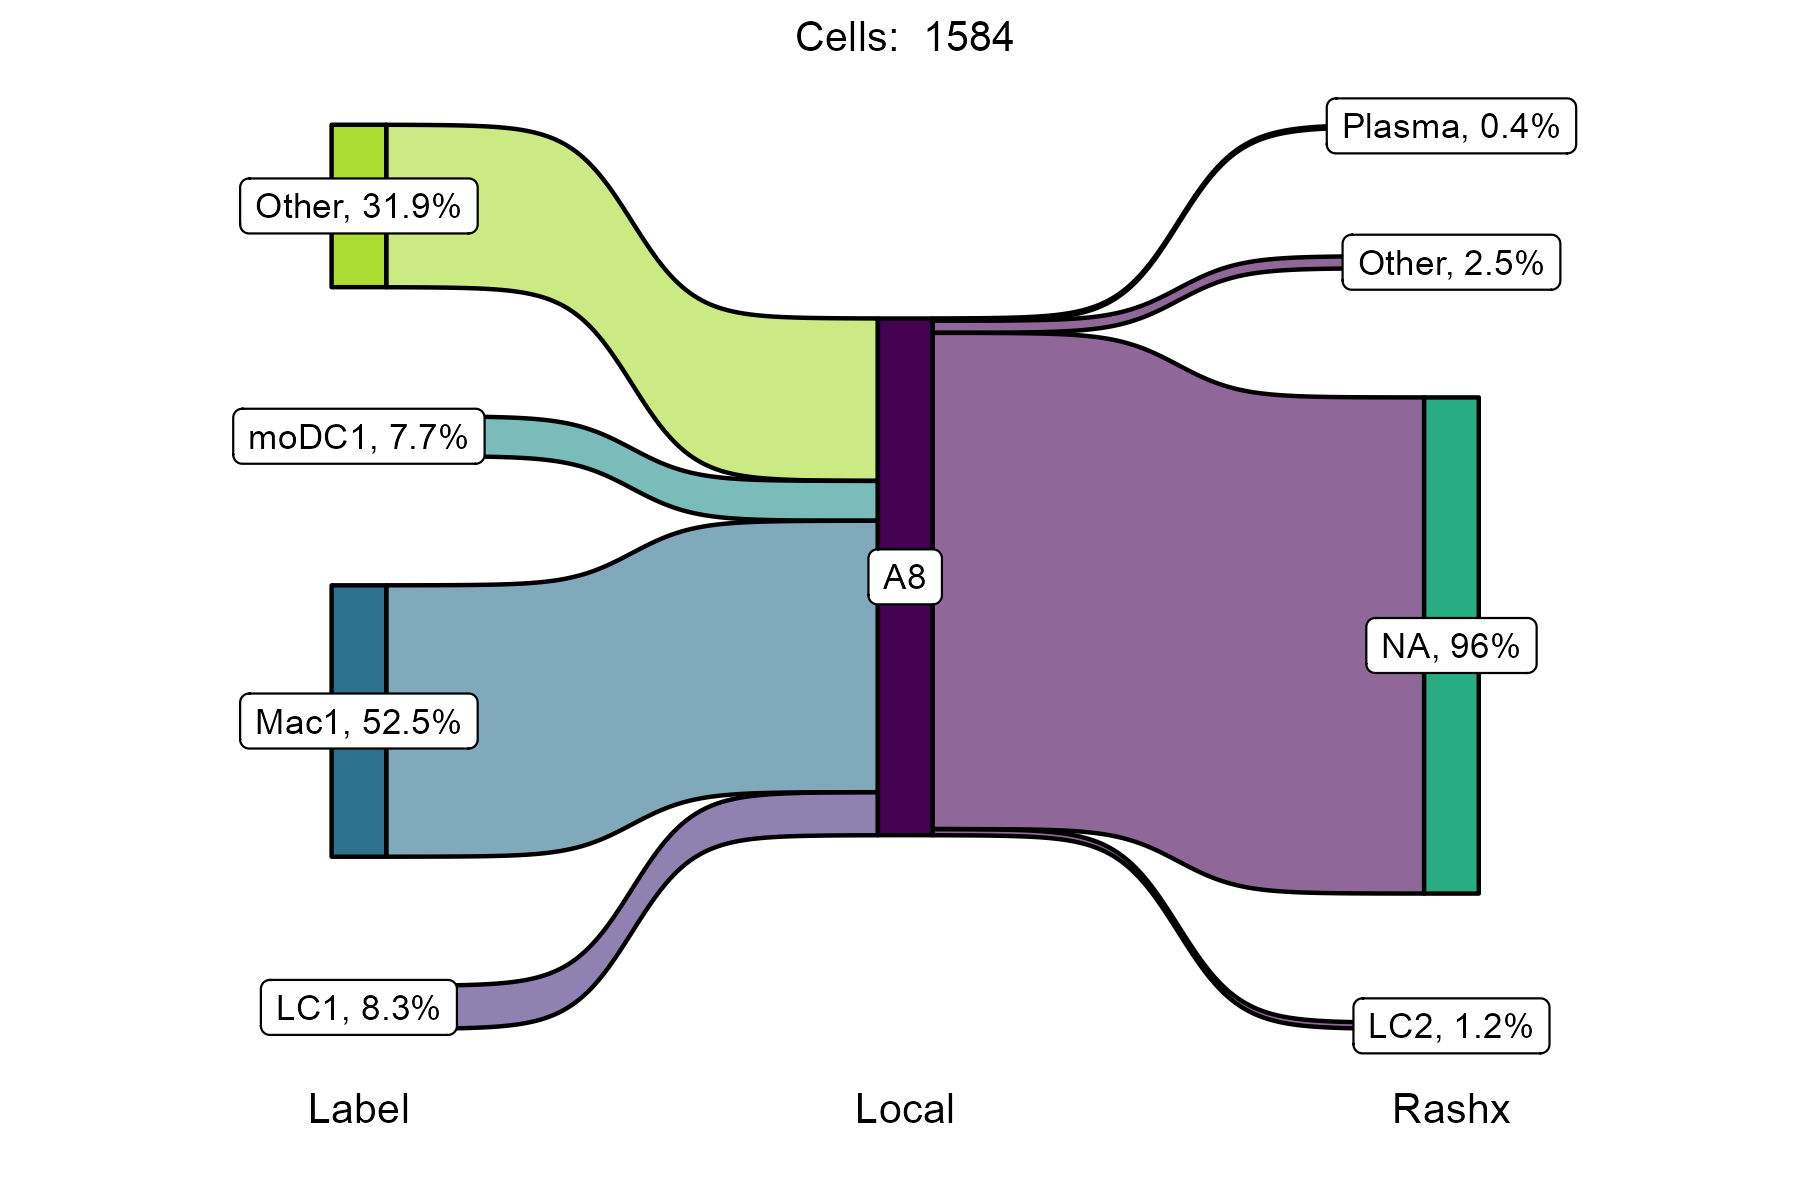 Cells:  1584
Plasma, 0.4%
Other, 31.9%
Other, 2.5%
moDC1, 7.7%
A8
NA, 96%
Mac1, 52.5%
LC1, 8.3%
LC2, 1.2%
Label
Local
Rashx